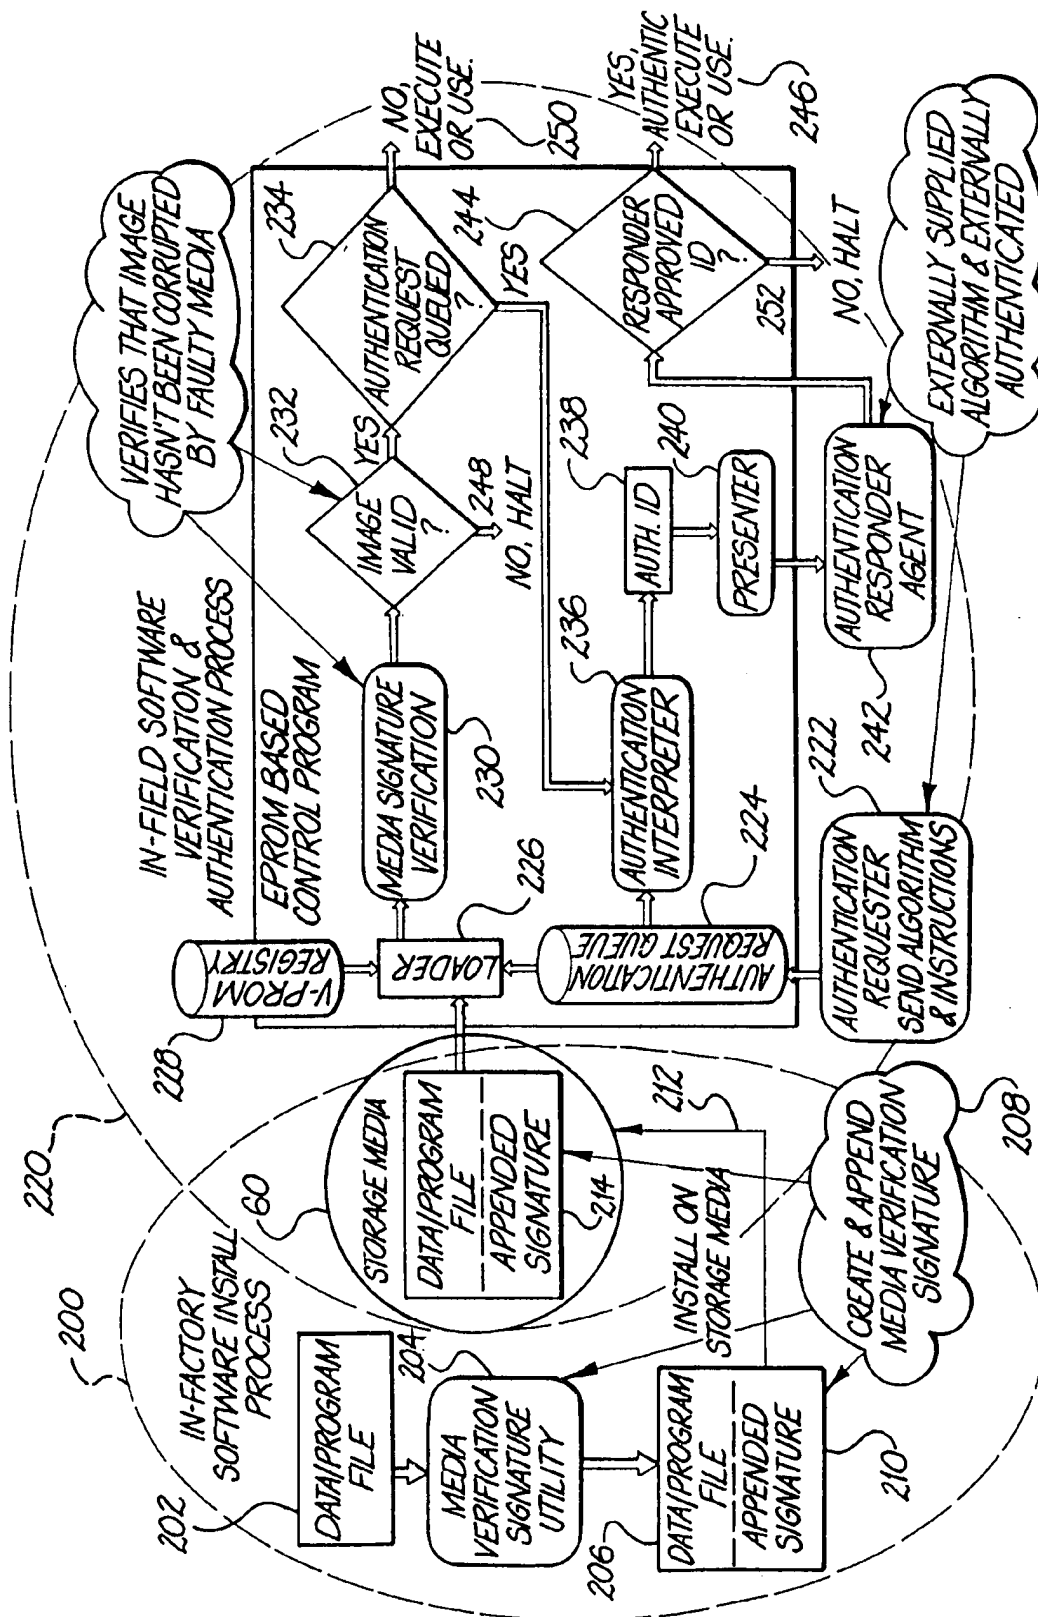 200
IN-FACTORY
SOFTWARE INSTALL
PROCESS
202
DATA/PROGRAM
FILE
204
MEDIA
VERIFICATION
SIGNATURE
UTILITY
206
DATA/PROGRAM
FILE
APPENDED
SIGNATURE
210
INSTALL ON
STORAGE MEDIA
212
CREATE & APPEND
MEDIA VERIFICATION
SIGNATURE
208
60
STORAGE MEDIA
DATA/PROGRAM
FILE
APPENDED
SIGNATURE
214
220
IN-FIELD SOFTWARE
VERIFICATION &
AUTHENTICATION PROCESS
228
V-PROM
REGISTRY
EPROM BASED
CONTROL PROGRAM
LOADER
226
AUTHENTICATION
REQUEST QUEUE
224
AUTHENTICATION
REQUESTER
SEND ALGORITHM
& INSTRUCTIONS
222
MEDIA SIGNATURE
VERIFICATION
230
VERIFIES THAT IMAGE
HASN'T BEEN CORRUPTED
BY FAULTY MEDIA
232
IMAGE
VALID
?
YES
248
NO, HALT
234
AUTHENTICATION
REQUEST
QUEUED
?
YES
NO,
EXECUTE
OR USE.
250
AUTHENTICATION
INTERPRETER
236
AUTH. ID
238
PRESENTER
240
AUTHENTICATION
RESPONDER
AGENT
242
244
RESPONDER
APPROVED
ID
?
YES,
AUTHENTIC
EXECUTE
OR USE.
246
252
NO, HALT
EXTERNALLY SUPPLIED
ALGORITHM & EXTERNALLY
AUTHENTICATED